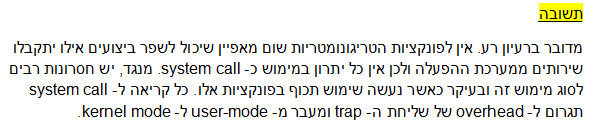 תשובה
מדובר ברעיון רע. אין לפונקציות הטריגונומטריות שום מאפיין שיכול לשפר ביצועים אילו יתקבלו
שירותים ממערכת ההפעלה ולכן אין כל יתרון במימוש כ- system call. מנגד, יש חסרונות רבים
לסוג מימוש זה ובעיקר כאשר נעשה שימוש תכוף בפונקציות אלו. כל קריאה ל- system call
תגרום ל- overhead של שליחת ה- trap ומעבר מ- user-mode ל- kernel mode.